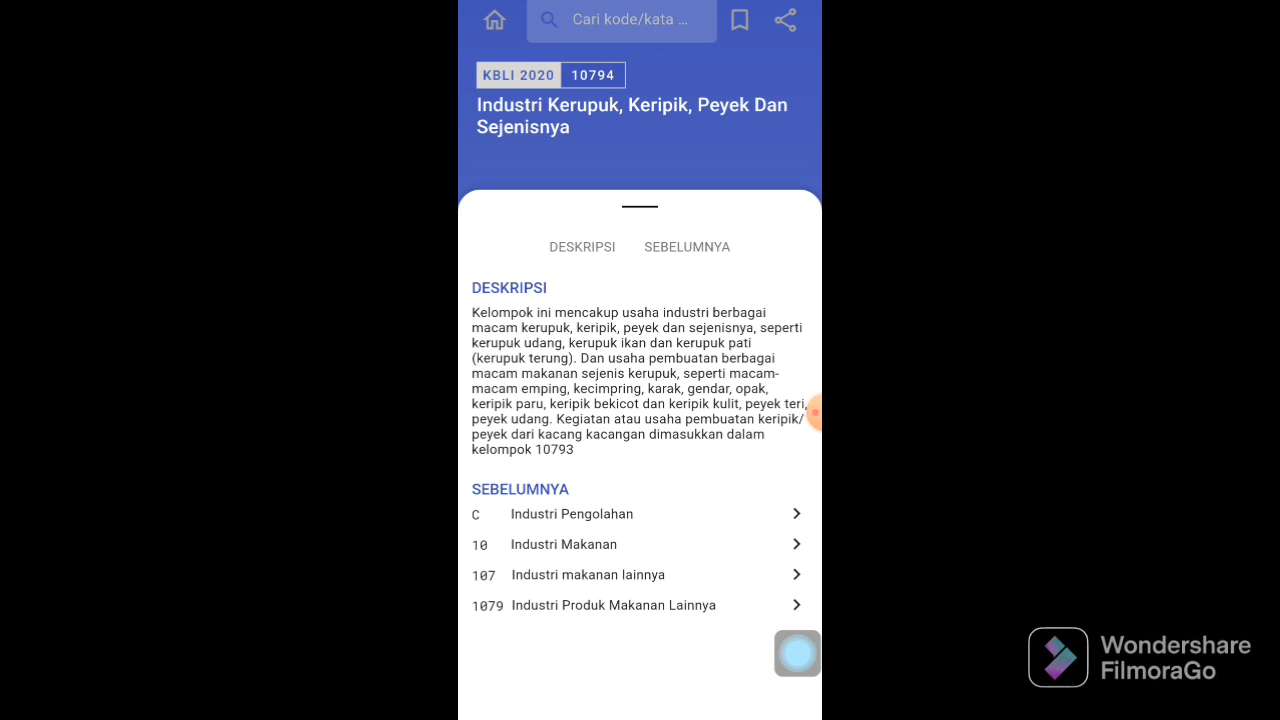 Cari kode/kata ...
KBLI 2020 10794
Industri Kerupuk, Keripik, Peyek Dan
Sejenisnya
DESKRIPSI SEBELUMNYA
DESKRIPSI
Kelompok ini mencakup usaha industri berbagai
macam kerupuk, keripik, peyek dan sejenisnya, seperti
kerupuk udang, kerupuk ikan dan kerupuk pati
(kerupuk terung). Dan usaha pembuatan berbagai
macam makanan sejenis kerupuk, seperti macam-
macam emping, kecimpring, karak, gendar, opak,
keripik paru, keripik bekicot dan keripik kulit, peyek teri,
peyek udang. Kegiatan atau usaha pembuatan keripik/
peyek dari kacang kacangan dimasukkan dalam
kelompok 10793
SEBELUMNYA
C Industri Pengolahan
10 Industri Makanan
107 Industri makanan lainnya
1079 Industri Produk Makanan Lainnya
Wondershare
FilmoraGo